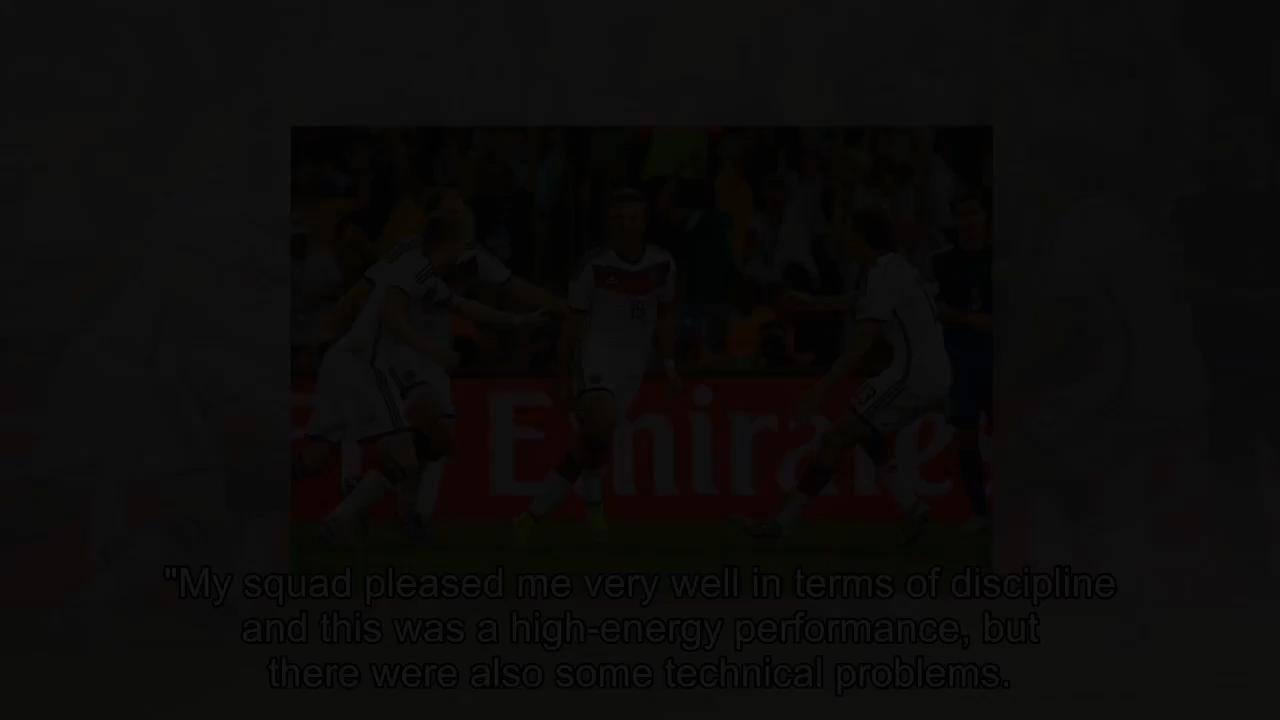 Emirates
"My squad pleased me very well in terms of discipline
and this was a high-energy performance, but
there were also some technical problems.